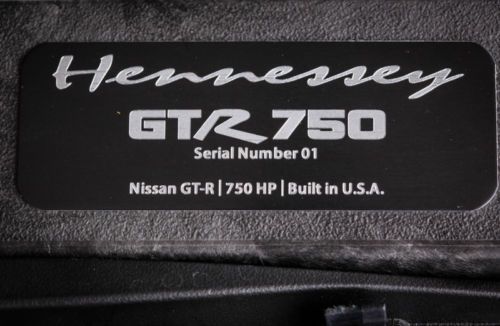 Hennessey
GTR 750
Serial Number 01
Nissan GT-R | 750 HP | Built in U.S.A.